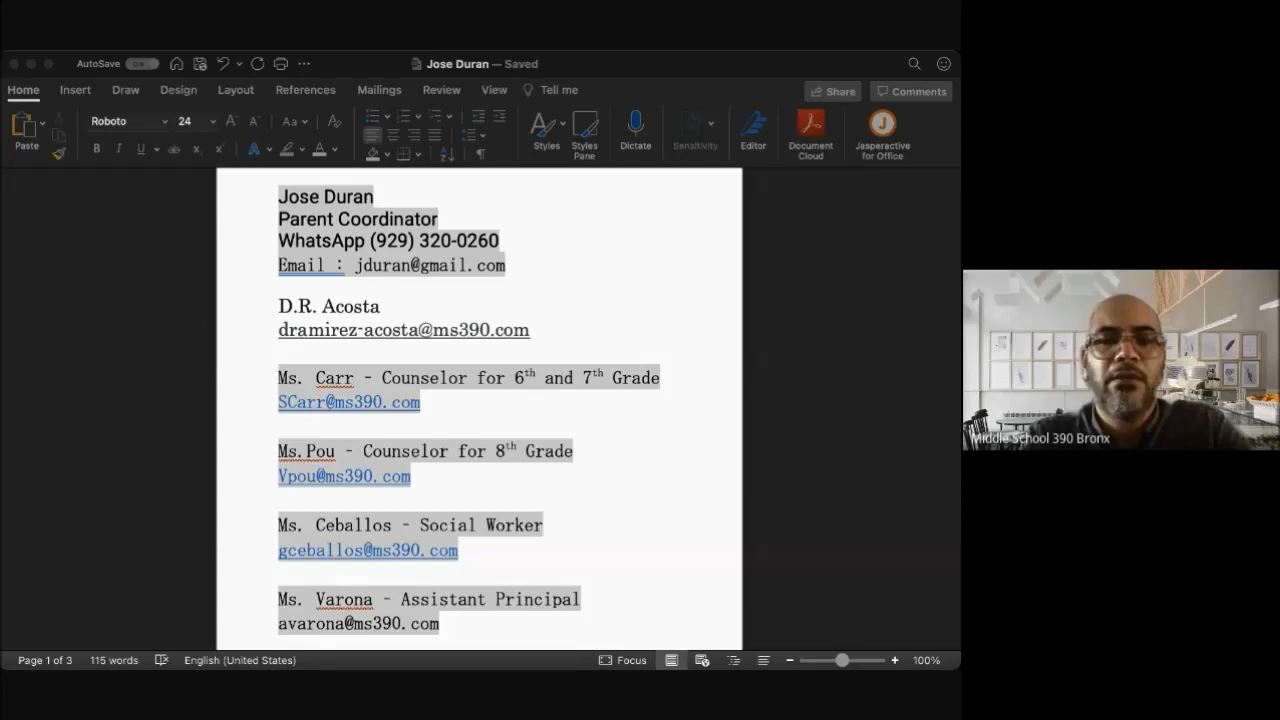 AutoSave
Jose Duran — Saved
Home Insert Draw Design Layout References Mailings Review View Tell me
Share Comments
Roboto 24
Paste
Styles
Styles Pane
Dictate
Sensitivity
Editor
Document Cloud
Jasperactive for Office
Jose Duran
Parent Coordinator
WhatsApp (929) 320-0260
Email : jduran@gmail.com
D.R. Acosta
dramirez-acosta@ms390.com
Ms. Carr - Counselor for 6th and 7th Grade
SCarr@ms390.com
Ms.Pou - Counselor for 8th Grade
Vpou@ms390.com
Ms. Ceballos - Social Worker
gceballos@ms390.com
Ms. Varona - Assistant Principal
avarona@ms390.com
Middle School 390 Bronx
Page 1 of 3 115 words English (United States) Focus 100%